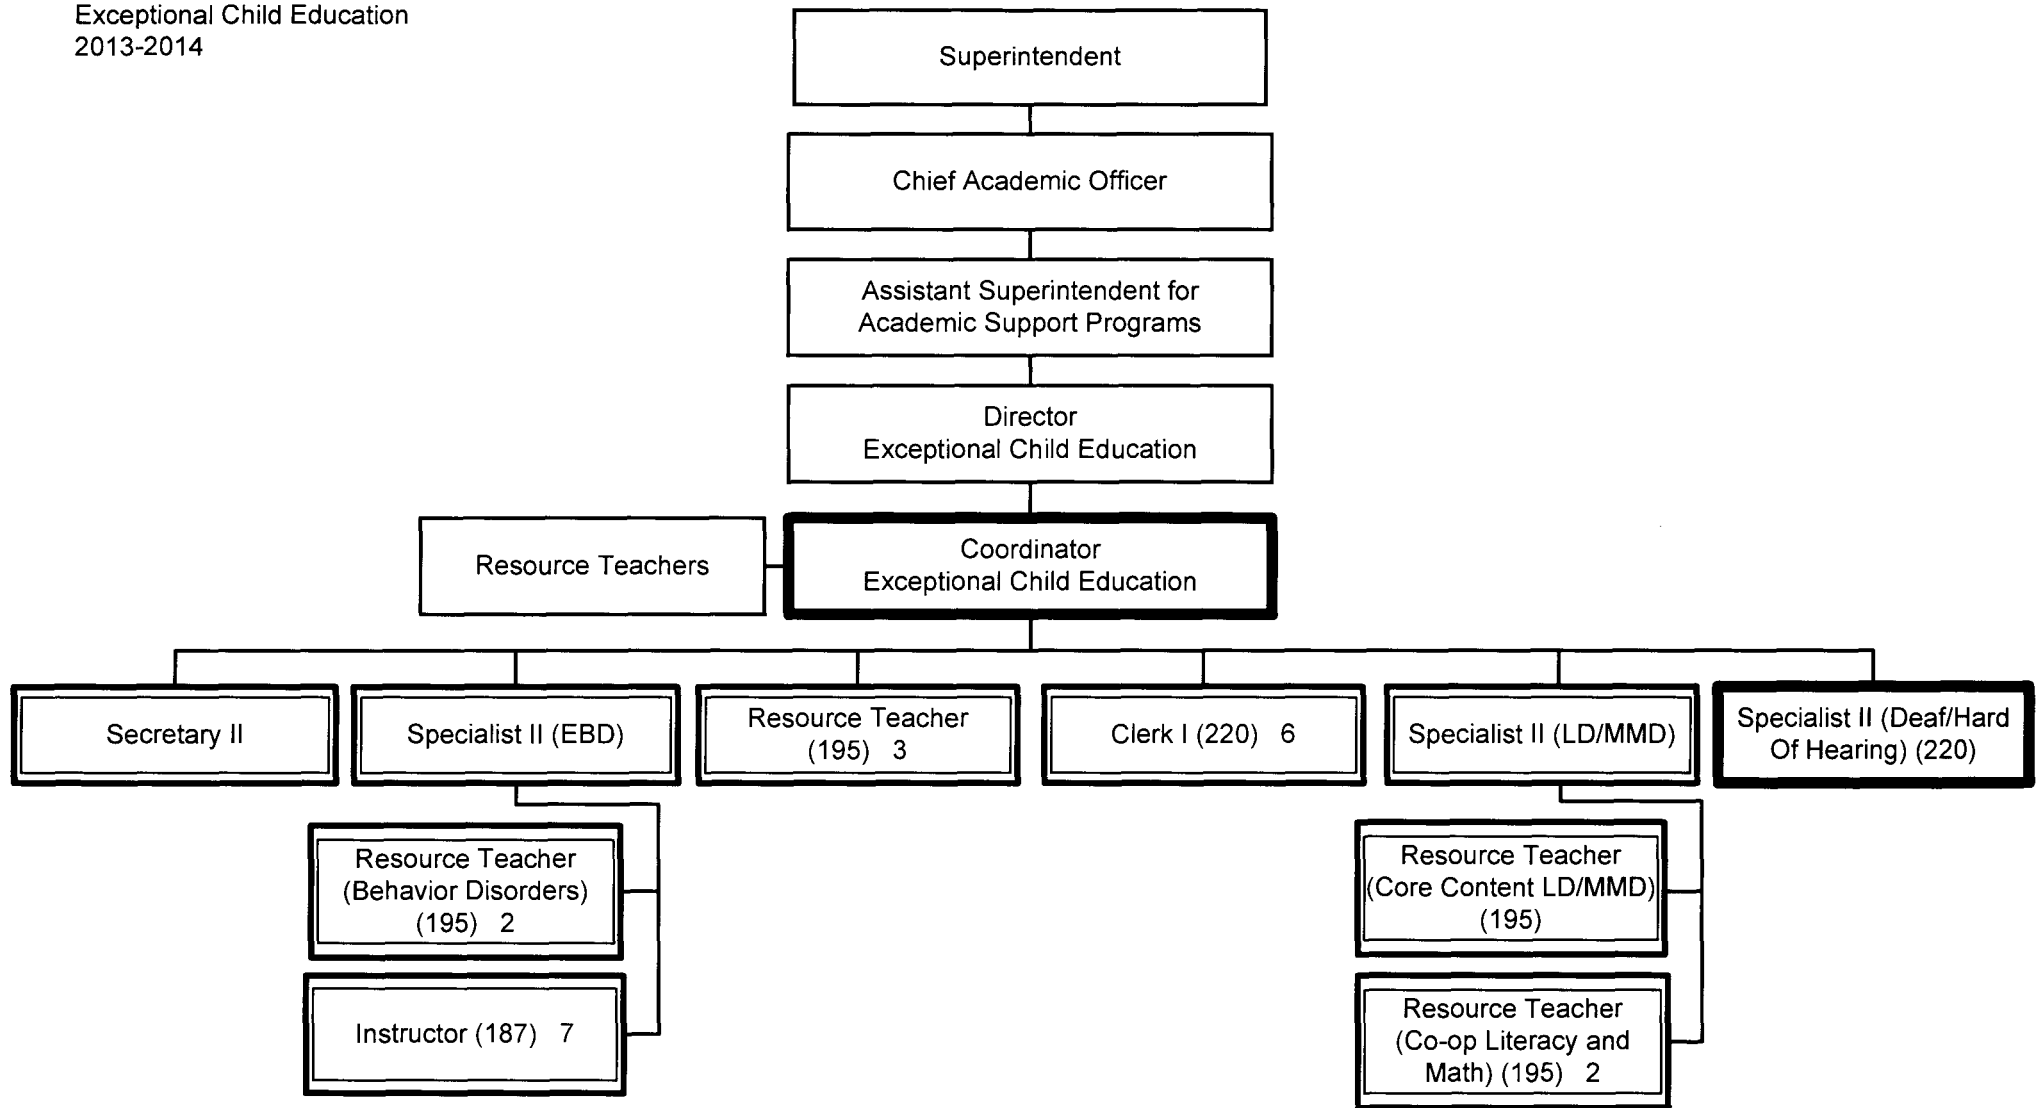 Exceptional Child Education
2013-2014
Superintendent
Chief Academic Officer
Assistant Superintendent for
Academic Support Programs
Director
Exceptional Child Education
Resource Teachers
Coordinator
Exceptional Child Education
Secretary II
Specialist II (EBD)
Resource Teacher
(195) 3
Clerk I (220) 6
Specialist II (LD/MMD)
Specialist II (Deaf/Hard
Of Hearing) (220)
Resource Teacher
(Behavior Disorders)
(195) 2
Instructor (187) 7
Resource Teacher
(Core Content LD/MMD)
(195)
Resource Teacher
(Co-op Literacy and
Math) (195) 2